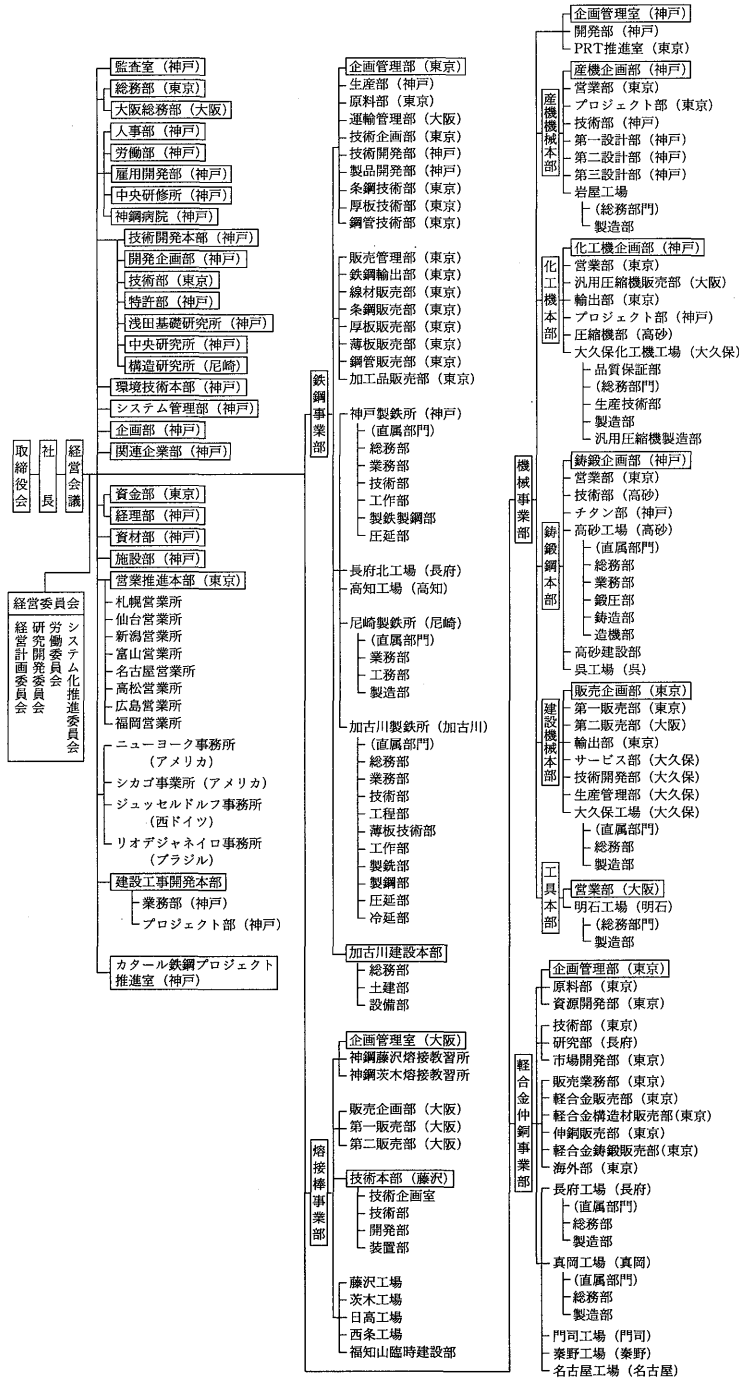 取締役会
社長
経営会議
経営委員会
システム化推進委員会
労働委員会
研究開発委員会
経営計画委員会
監査室（神戸）
総務部（東京）
大阪総務部（大阪）
人事部（神戸）
労働部（神戸）
雇用開発部（神戸）
中央研修所（神戸）
神鋼病院（神戸）
技術開発本部（神戸）
開発企画部（神戸）
技術部（東京）
特許部（神戸）
浅田基礎研究所（神戸）
中央研究所（神戸）
構造研究所（尼崎）
環境技術本部（神戸）
システム管理部（神戸）
企画部（神戸）
関連企業部（神戸）
資金部（東京）
経理部（神戸）
資材部（神戸）
施設部（神戸）
営業推進本部（東京）
札幌営業所
仙台営業所
新潟営業所
富山営業所
名古屋営業所
高松営業所
広島営業所
福岡営業所
ニューヨーク事務所
（アメリカ）
シカゴ事業所（アメリカ）
ジュッセルドルフ事務所
（西ドイツ）
リオデジャネイロ事務所
（ブラジル）
建設工事開発本部
業務部（神戸）
プロジェクト部（神戸）
カタール鉄鋼プロジェクト
推進室（神戸）
鉄鋼事業部
企画管理部（東京）
生産部（神戸）
原料部（東京）
運輸管理部（大阪）
技術企画部（東京）
技術開発部（神戸）
製品開発部（神戸）
条鋼技術部（東京）
厚板技術部（東京）
鋼管技術部（東京）
販売管理部（東京）
鉄鋼輸出部（東京）
線材販売部（東京）
条鋼販売部（東京）
厚板販売部（東京）
薄板販売部（東京）
鋼管販売部（東京）
加工品販売部（東京）
神戸製鉄所（神戸）
（直属部門）
総務部
業務部
技術部
工作部
製鉄製鋼部
圧延部
長府北工場（長府）
高知工場（高知）
尼崎製鉄所（尼崎）
（直属部門）
業務部
工務部
製造部
加古川製鉄所（加古川）
（直属部門）
総務部
業務部
技術部
工程部
薄板技術部
工作部
製銑部
製鋼部
圧延部
冷延部
加古川建設本部
総務部
土建部
設備部
熔接棒事業部
企画管理室（大阪）
神鋼藤沢熔接教習所
神鋼茨木熔接教習所
販売企画部（大阪）
第一販売部（大阪）
第二販売部（大阪）
技術本部（藤沢）
技術企画室
技術部
開発部
装置部
藤沢工場
茨木工場
日高工場
西条工場
福知山臨時建設部
機械事業部
企画管理室（神戸）
開発部（神戸）
PRT推進室（東京）
産機機械本部
産機企画部（神戸）
営業部（東京）
プロジェクト部（東京）
技術部（神戸）
第一設計部（神戸）
第二設計部（神戸）
第三設計部（神戸）
岩屋工場
（総務部門）
製造部
化工機本部
化工機企画部（神戸）
営業部（東京）
汎用圧縮機販売部（大阪）
輸出部（東京）
プロジェクト部（神戸）
圧縮機部（高砂）
大久保化工機工場（大久保）
品質保証部
（総務部門）
生産技術部
製造部
汎用圧縮機製造部
鋳鍛鋼本部
鋳鍛企画部（神戸）
営業部（東京）
技術部（高砂）
チタン部（神戸）
高砂工場（高砂）
（直属部門）
総務部
業務部
鍛圧部
鋳造部
造機部
高砂建設部
呉工場（呉）
建設機械本部
販売企画部（東京）
第一販売部（東京）
第二販売部（大阪）
輸出部（東京）
サービス部（大久保）
技術開発部（大久保）
生産管理部（大久保）
大久保工場（大久保）
（直属部門）
総務部
製造部
工具本部
営業部（大阪）
明石工場（明石）
（総務部門）
製造部
軽合金伸銅事業部
企画管理部（東京）
原料部（東京）
資源開発部（東京）
技術部（東京）
研究部（長府）
市場開発部（東京）
販売業務部（東京）
軽合金販売部（東京）
軽合金構造材販売部（東京）
伸銅販売部（東京）
軽合金鋳鍛販売部（東京）
海外部（東京）
長府工場（長府）
（直属部門）
総務部
製造部
真岡工場（真岡）
（直属部門）
総務部
製造部
門司工場（門司）
秦野工場（秦野）
名古屋工場（名古屋）